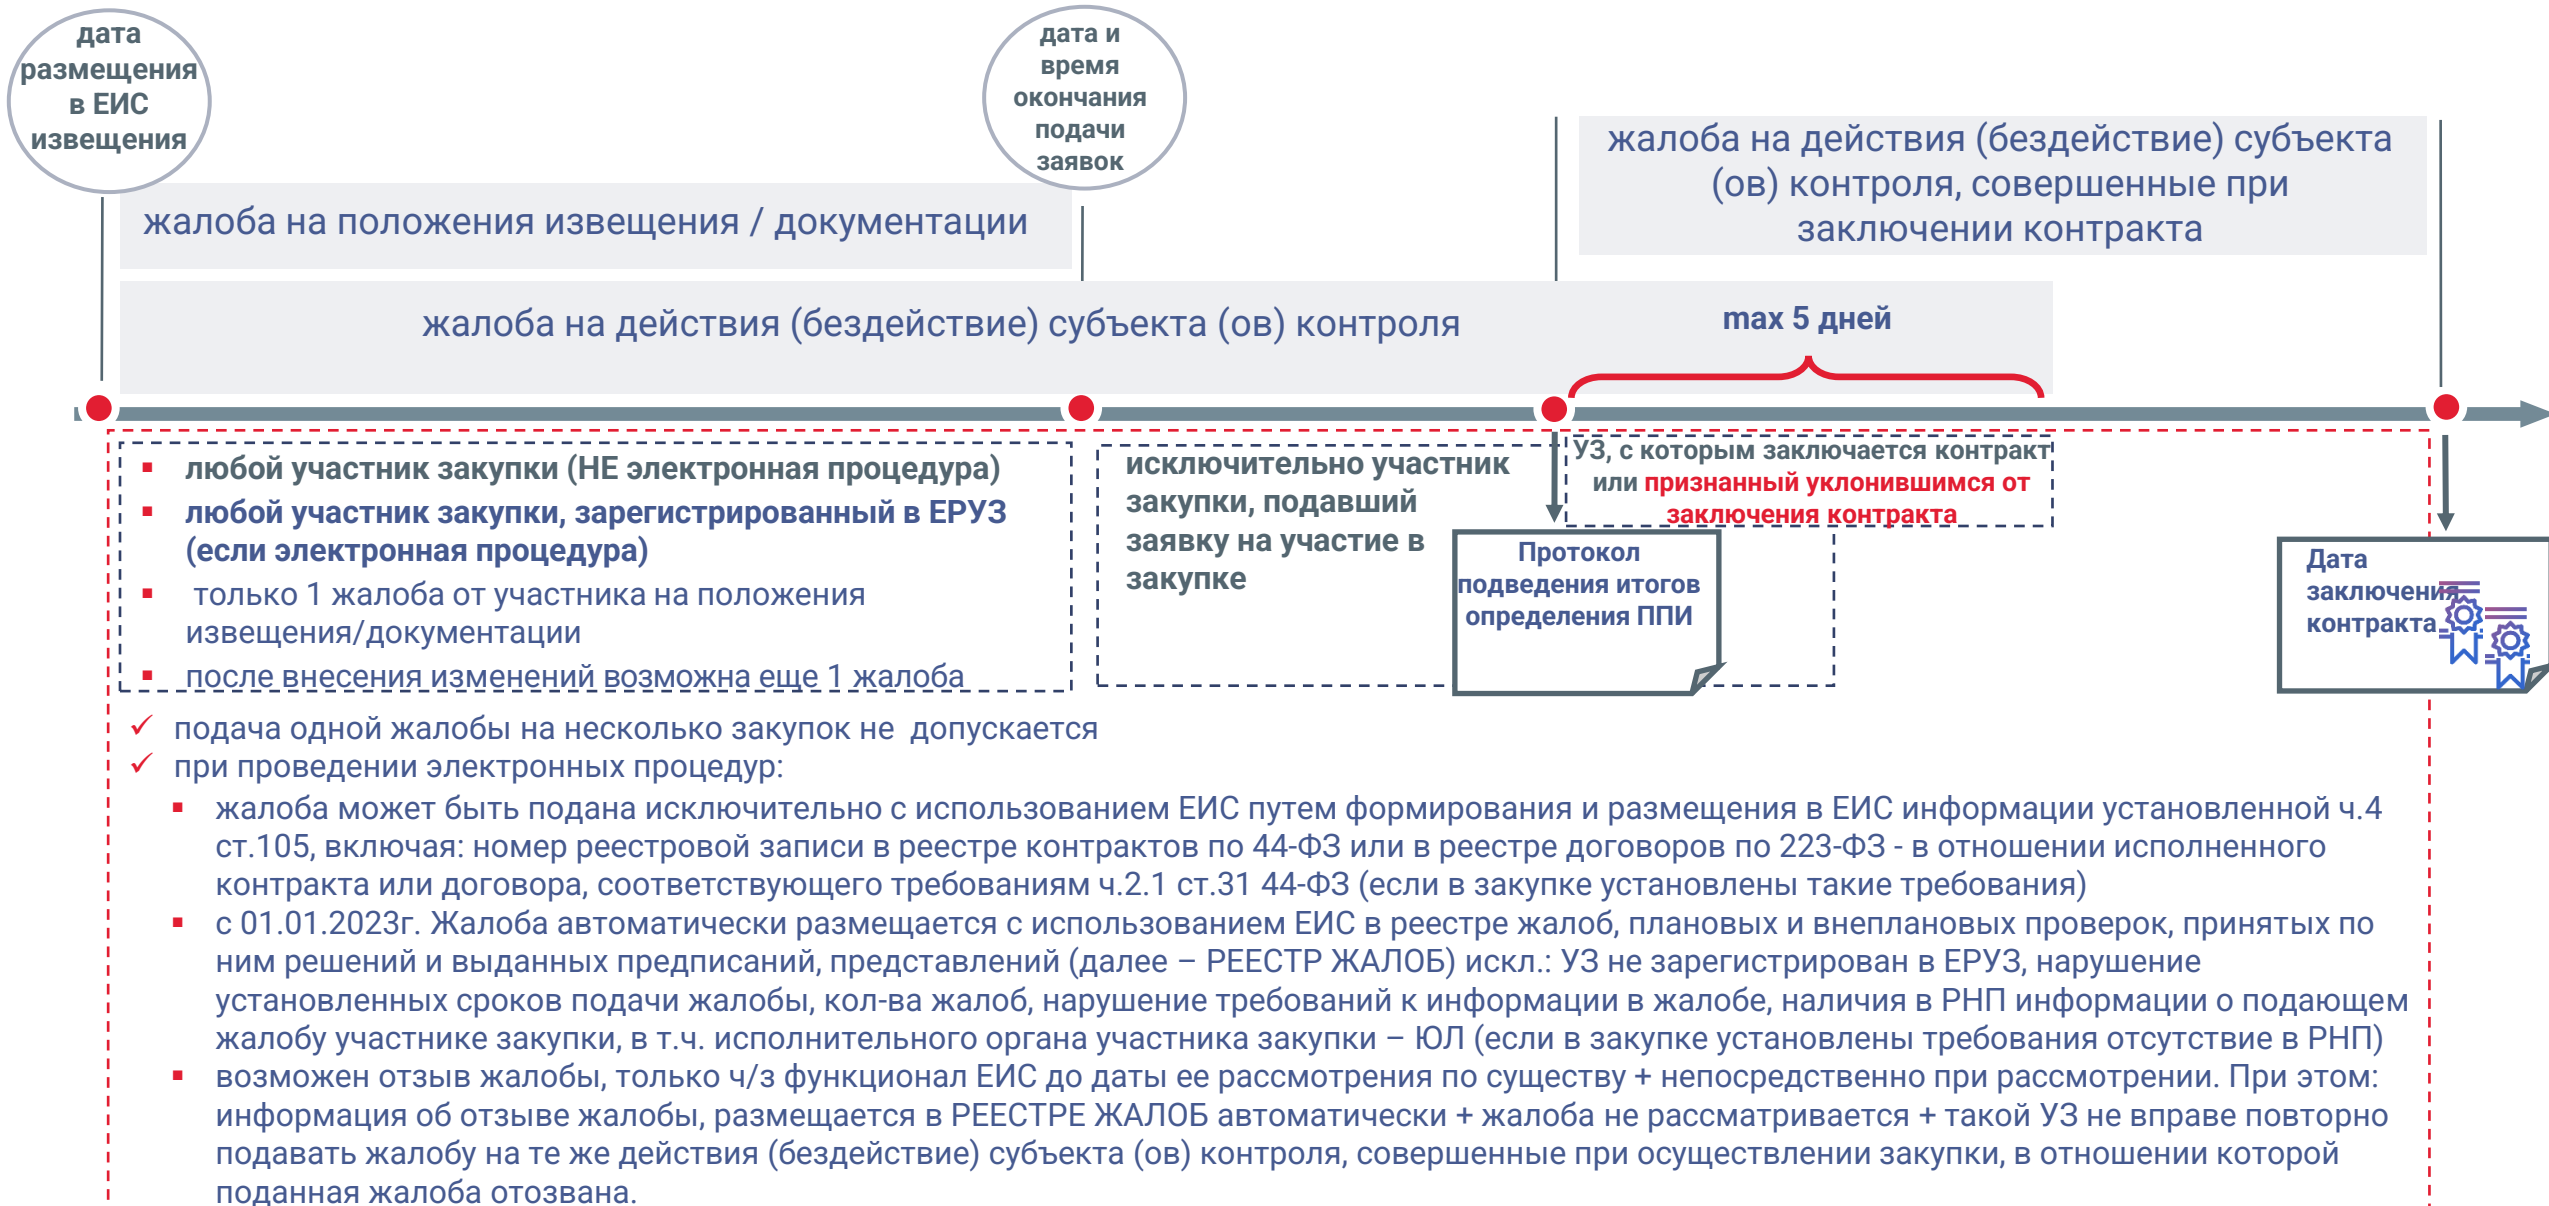 дата
размещения
в ЕИС
извещения
дата и
время
окончания
подачи
заявок
жалоба на положения извещения / документации
жалоба на действия (бездействие) субъекта
(ов) контроля, совершенные при
заключении контракта
жалоба на действия (бездействие) субъекта (ов) контроля
max 5 дней
▪ любой участник закупки (НЕ электронная процедура)
▪ любой участник закупки, зарегистрированный в ЕРУЗ
(если электронная процедура)
▪ только 1 жалоба от участника на положения
извещения/документации
▪ после внесения изменений возможна еще 1 жалоба
исключительно участник
закупки, подавший
заявку на участие в
закупке
УЗ, с которым заключается контракт
или признанный уклонившимся от
заключения контракта
Протокол
подведения итогов
определения ППИ
Дата
заключения
контракта
✓ подача одной жалобы на несколько закупок не допускается
✓ при проведении электронных процедур:
▪ жалоба может быть подана исключительно с использованием ЕИС путем формирования и размещения в ЕИС информации установленной ч.4
ст.105, включая: номер реестровой записи в реестре контрактов по 44-ФЗ или в реестре договоров по 223-ФЗ - в отношении исполненного
контракта или договора, соответствующего требованиям ч.2.1 ст.31 44-ФЗ (если в закупке установлены такие требования)
▪ с 01.01.2023г. Жалоба автоматически размещается с использованием ЕИС в реестре жалоб, плановых и внеплановых проверок, принятых по
ним решений и выданных предписаний, представлений (далее – РЕЕСТР ЖАЛОБ) искл.: УЗ не зарегистрирован в ЕРУЗ, нарушение
установленных сроков подачи жалобы, кол-ва жалоб, нарушение требований к информации в жалобе, наличия в РНП информации о подающем
жалобу участнике закупки, в т.ч. исполнительного органа участника закупки – ЮЛ (если в закупке установлены требования отсутствие в РНП)
▪ возможен отзыв жалобы, только ч/з функционал ЕИС до даты ее рассмотрения по существу + непосредственно при рассмотрении. При этом:
информация об отзыве жалобы, размещается в РЕЕСТРЕ ЖАЛОБ автоматически + жалоба не рассматривается + такой УЗ не вправе повторно
подавать жалобу на те же действия (бездействие) субъекта (ов) контроля, совершенные при осуществлении закупки, в отношении которой
поданная жалоба отозвана.